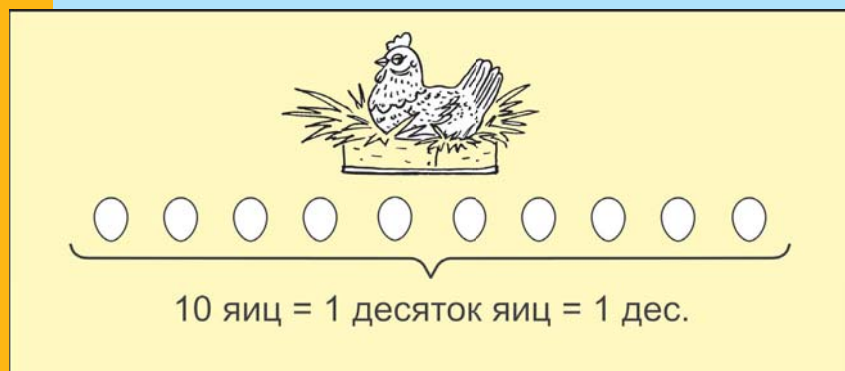 10 яиц = 1 десяток яиц = 1 дес.